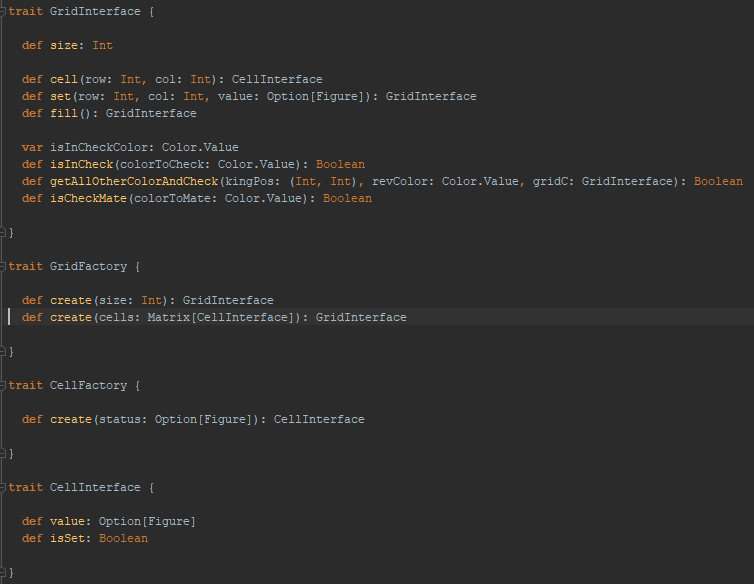 trait GridInterface {
def size: Int
def cell(row: Int, col: Int): CellInterface
def set(row: Int, col: Int, value: Option[Figure]): GridInterface
def fill(): GridInterface
var isInCheckColor: Color.Value
def isInCheck(colorToCheck: Color.Value): Boolean
def getAllOtherColorAndCheck(kingPos: (Int, Int), revColor: Color.Value, gridC: GridInterface): Boolean
def isCheckMate(colorToMate: Color.Value): Boolean
}
trait GridFactory {
def create(size: Int): GridInterface
def create(cells: Matrix[CellInterface]): GridInterface
}
trait CellFactory {
def create(status: Option[Figure]): CellInterface
}
trait CellInterface {
def value: Option[Figure]
def isSet: Boolean
}